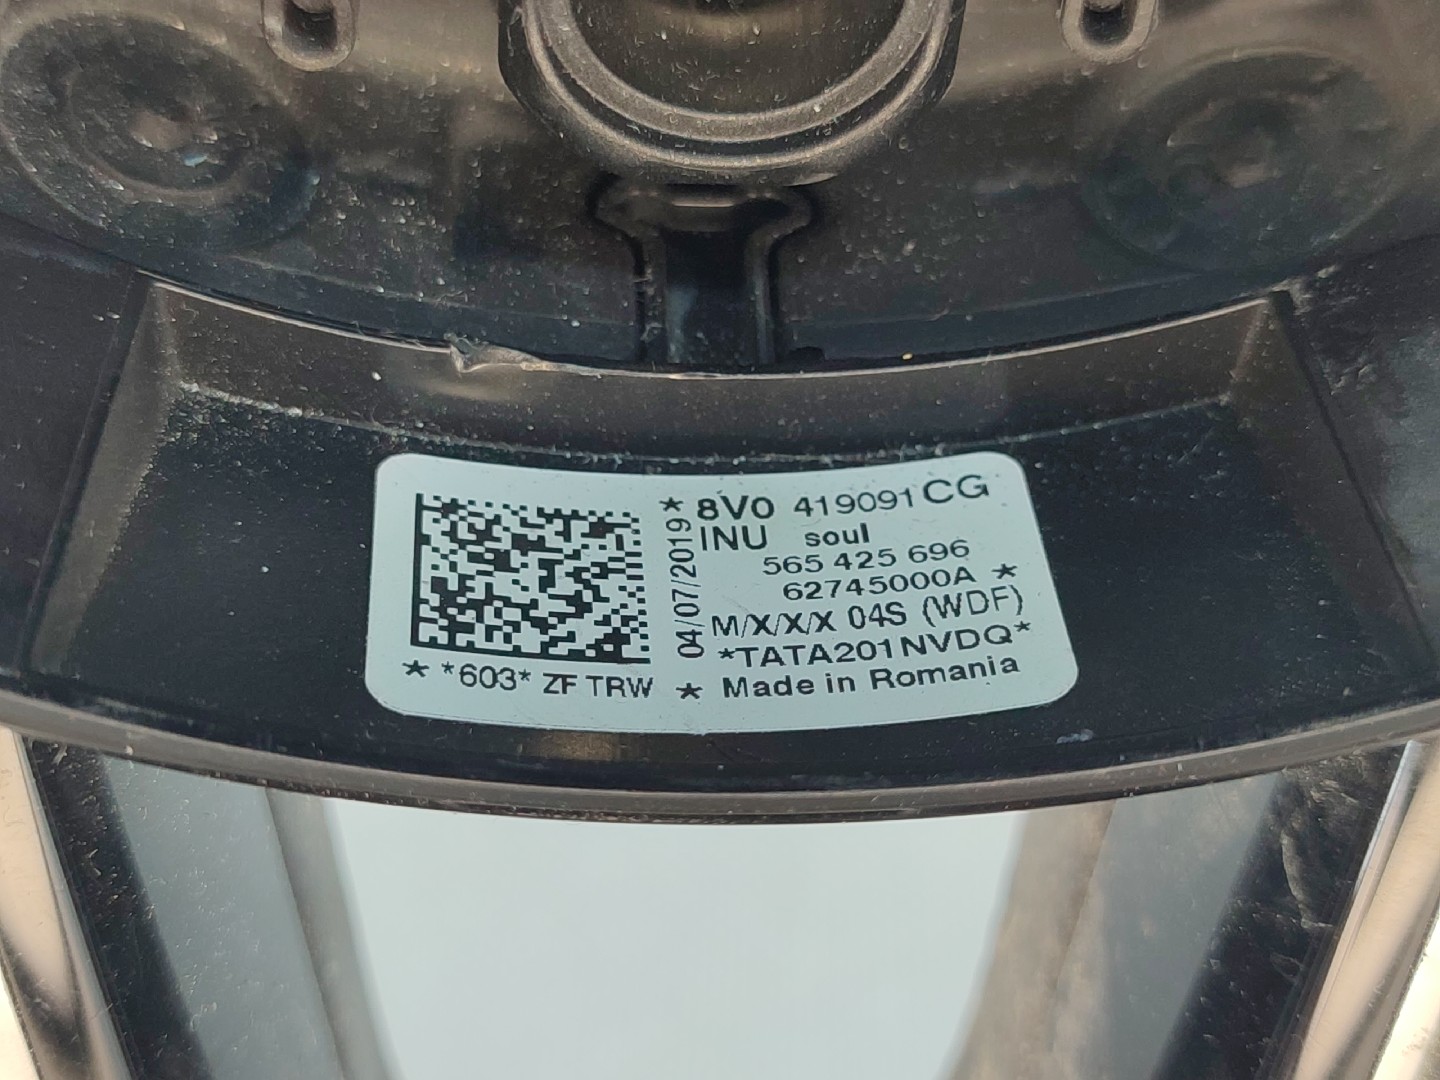 *8V0 419091CG
INU soul
565 425 696
62745000A *
M/X/X/X 04S (WDF)
*TATA201NVDQ*
04/07/2019
* *603* ZF TRW * Made in Romania